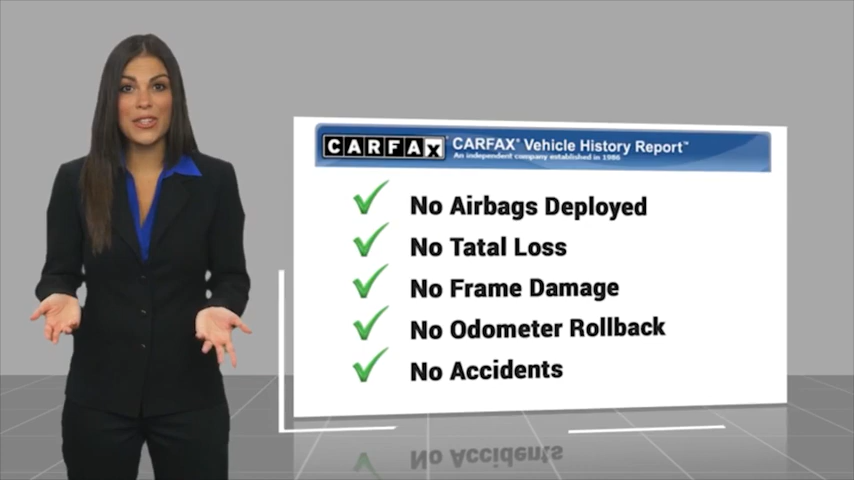 CARFAX CARFAX® Vehicle History Report™
An independent company established in 1986
No Airbags Deployed
No Tatal Loss
No Frame Damage
No Odometer Rollback
No Accidents
No Accidents